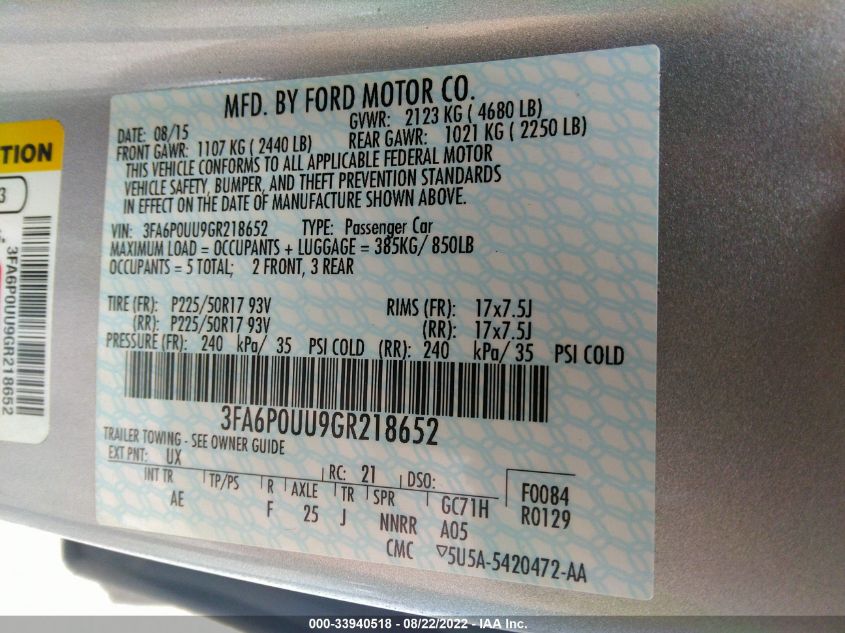 MFD. BY FORD MOTOR CO.
DATE: 08/15 GVWR: 2123 KG ( 4680 LB)
FRONT GAWR: 1107 KG ( 2440 LB) REAR GAWR: 1021 KG ( 2250 LB)
THIS VEHICLE CONFORMS TO ALL APPLICABLE FEDERAL MOTOR
VEHICLE SAFETY, BUMPER, AND THEFT PREVENTION STANDARDS
IN EFFECT ON THE DATE OF MANUFACTURE SHOWN ABOVE.
VIN: 3FA6P0UU9GR218652 TYPE: Passenger Car
MAXIMUM LOAD = OCCUPANTS + LUGGAGE = 385KG/ 850LB
OCCUPANTS = 5 TOTAL; 2 FRONT, 3 REAR
TIRE (FR): P225/50R17 93V RIMS (FR): 17x7.5J
(RR): P225/50R17 93V (RR): 17x7.5J
PRESSURE (FR): 240 kPa/ 35 PSI COLD (RR): 240 kPa/ 35 PSI COLD
3FA6P0UU9GR218652
TRAILER TOWING - SEE OWNER GUIDE
EXT PNT: UX RC: 21 DSO:
INT TR TP/PS R AXLE TR SPR GC71H F0084
AE F 25 J NNRR A05 R0129
CMC ▽5U5A-5420472-AA
TION
3
3FA6P0UU9GR218652
000-33940518 - 08/22/2022 - IAA Inc.